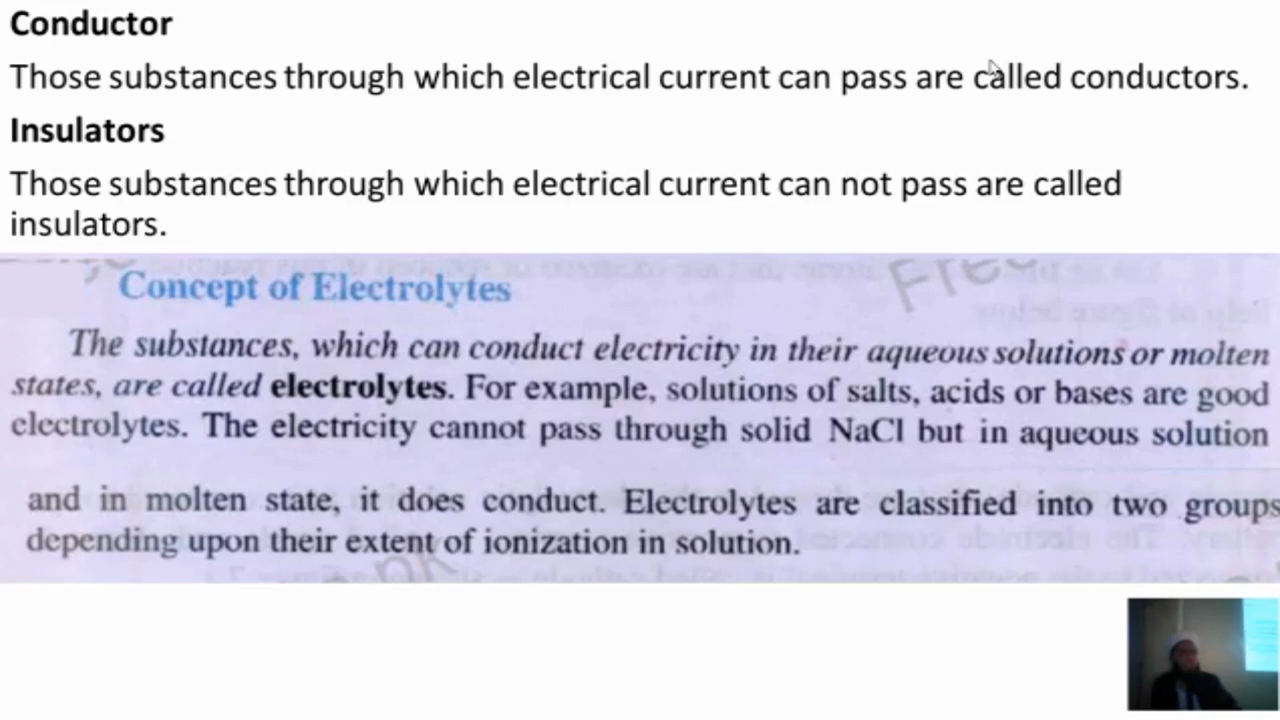 Conductor
Those substances through which electrical current can pass are called conductors.
Insulators
Those substances through which electrical current can not pass are called
insulators.
Concept of Electrolytes
The substances, which can conduct electricity in their aqueous solutions or molten
states, are called electrolytes. For example, solutions of salts, acids or bases are good
electrolytes. The electricity cannot pass through solid NaCl but in aqueous solution
and in molten state, it does conduct. Electrolytes are classified into two groups
depending upon their extent of ionization in solution.